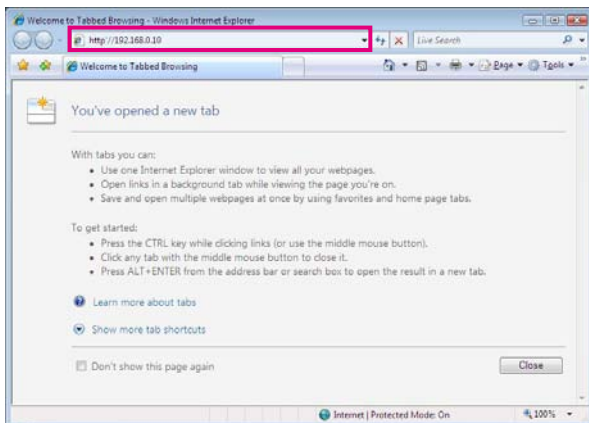 Welcome to Tabbed Browsing - Windows Internet Explorer
http://192.168.0.10
Live Search
Welcome to Tabbed Browsing
Page
Tools
You've opened a new tab
With tabs you can:
Use one Internet Explorer window to view all your webpages.
Open links in a background tab while viewing the page you're on.
Save and open multiple webpages at once by using favorites and home page tabs.
To get started:
Press the CTRL key while clicking links (or use the middle mouse button).
Click any tab with the middle mouse button to close it.
Press ALT+ENTER from the address bar or search box to open the result in a new tab.
Learn more about tabs
Show more tab shortcuts
Don't show this page again
Close
Internet | Protected Mode: On
100%